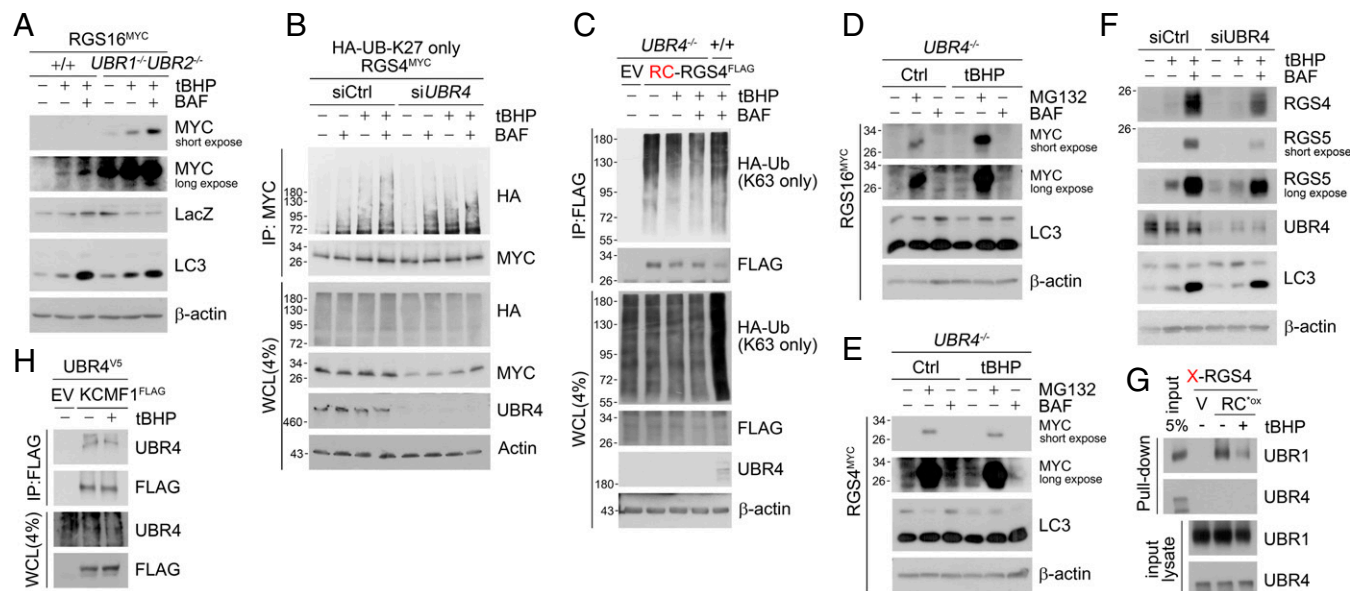 A
RGS16MYC
+/+ UBR1-/-UBR2-/-
− + + − + + tBHP
− − + − − + BAF
MYC
short expose
MYC
long expose
LacZ
LC3
β-actin
B
HA-UB-K27 only
RGS4MYC
siCtrl siUBR4
− − + + − − + + tBHP
− + − + − + − + BAF
IP: MYC
180
130
95
72
HA
34
26
MYC
WCL(4%)
180
130
95
72
HA
34
26
MYC
460
UBR4
43
Actin
C
UBR4-/- +/+
EV RC-RGS4FLAG
− − + + + tBHP
− − − + + BAF
IP:FLAG
180
130
95
72
55
HA-Ub
(K63 only)
34
26
FLAG
WCL(4%)
180
130
95
72
55
HA-Ub
(K63 only)
34
26
FLAG
180
UBR4
43
β-actin
D
UBR4-/-
Ctrl tBHP
− + − − + − MG132
− − + − − + BAF
RGS16MYC
34
26
MYC
short expose
34
26
MYC
long expose
LC3
β-actin
E
UBR4-/-
Ctrl tBHP
− + − − + − MG132
− − + − − + BAF
RGS4MYC
34
26
MYC
short expose
34
26
MYC
long expose
LC3
β-actin
F
siCtrl siUBR4
− + + − + + tBHP
− − + − − + BAF
26
RGS4
26
RGS5
short expose
RGS5
long expose
UBR4
LC3
β-actin
G
X-RGS4
input
5%
V RC*ox
- - + tBHP
Pull-down
UBR1
UBR4
input
lysate
UBR1
UBR4
H
UBR4V5
EV KCMF1FLAG
− − + tBHP
IP:FLAG
UBR4
FLAG
WCL(4%)
UBR4
FLAG